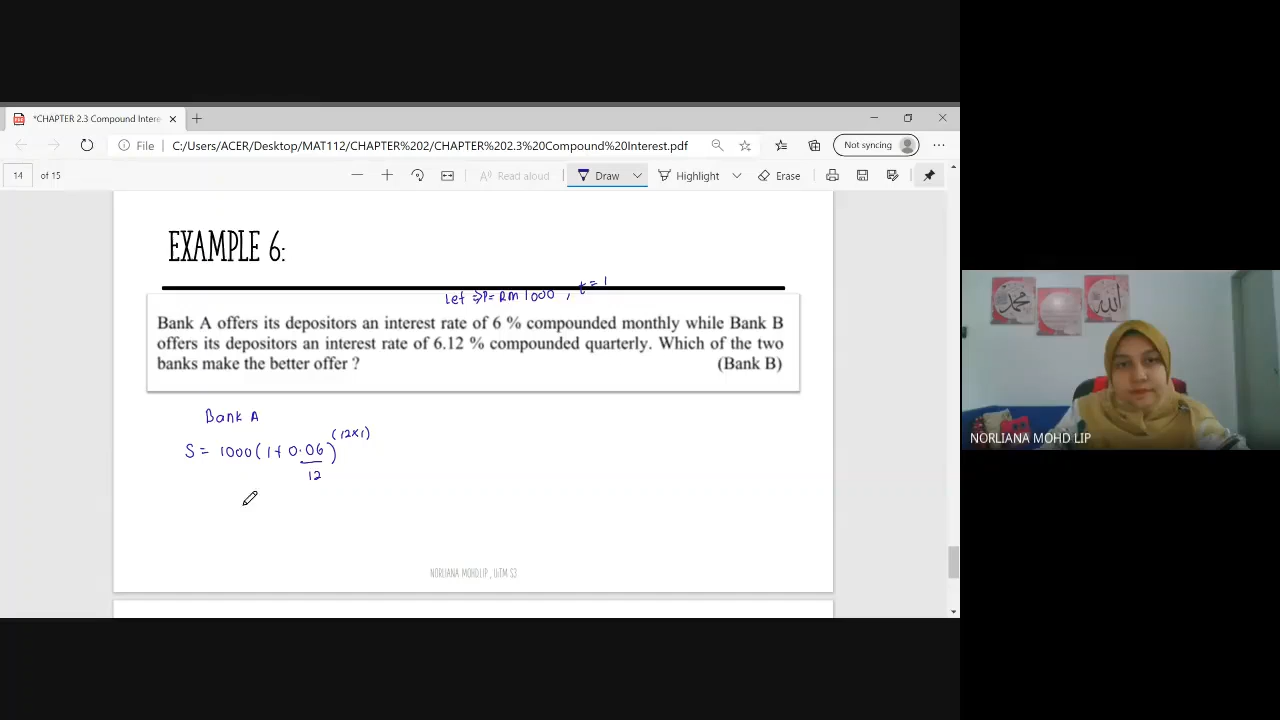 *CHAPTER 2.3 Compound Intere
File
C:/Users/ACER/Desktop/MAT112/CHAPTER%202/CHAPTER%202.3%20Compound%20Interest.pdf
Not syncing
14 of 15
Read aloud
Draw
Highlight
Erase
EXAMPLE 6:
Let ⇒ P = RM 1000 , t = 1
Bank A offers its depositors an interest rate of 6 % compounded monthly while Bank B
offers its depositors an interest rate of 6.12 % compounded quarterly. Which of the two
banks make the better offer ?
(Bank B)
Bank A
S = 1000 ( 1 + 0.06/12 )^(12×1)
NORLIANA MOHD LIP , UiTM S3
محمد
الله
NORLIANA MOHD LIP